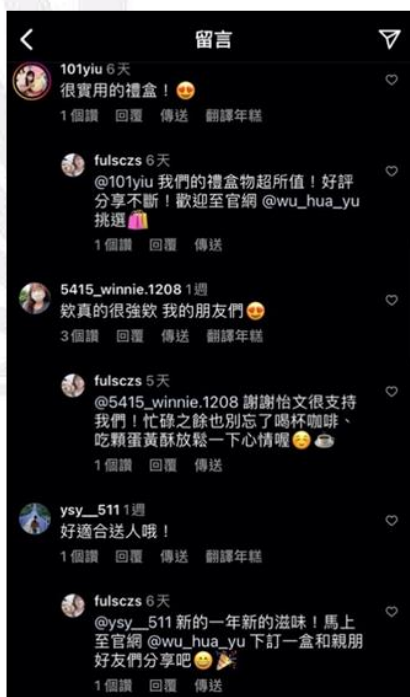 留言
101yiu 6天
很實用的禮盒！😍
1個讚 回覆 傳送 翻譯年糕
fulsczs 6天
@101yiu 我們的禮盒物超所值！好評
分享不斷！歡迎至官網 @wu_hua_yu
挑選🛍️
1個讚 回覆 傳送
5415_winnie.1208 1週
欸真的很強欸 我的朋友們😍
3個讚 回覆 傳送 翻譯年糕
fulsczs 5天
@5415_winnie.1208 謝謝怡文很支持
我們！忙碌之餘也別忘了喝杯咖啡、
吃顆蛋黃酥放鬆一下心情喔☺️☕
1個讚 回覆 傳送
ysy__511 1週
好適合送人哦！
1個讚 回覆 傳送 翻譯年糕
fulsczs 6天
@ysy__511 新的一年新的滋味！馬上
至官網 @wu_hua_yu 下訂一盒和親朋
好友們分享吧😄🎉
1個讚 回覆 傳送